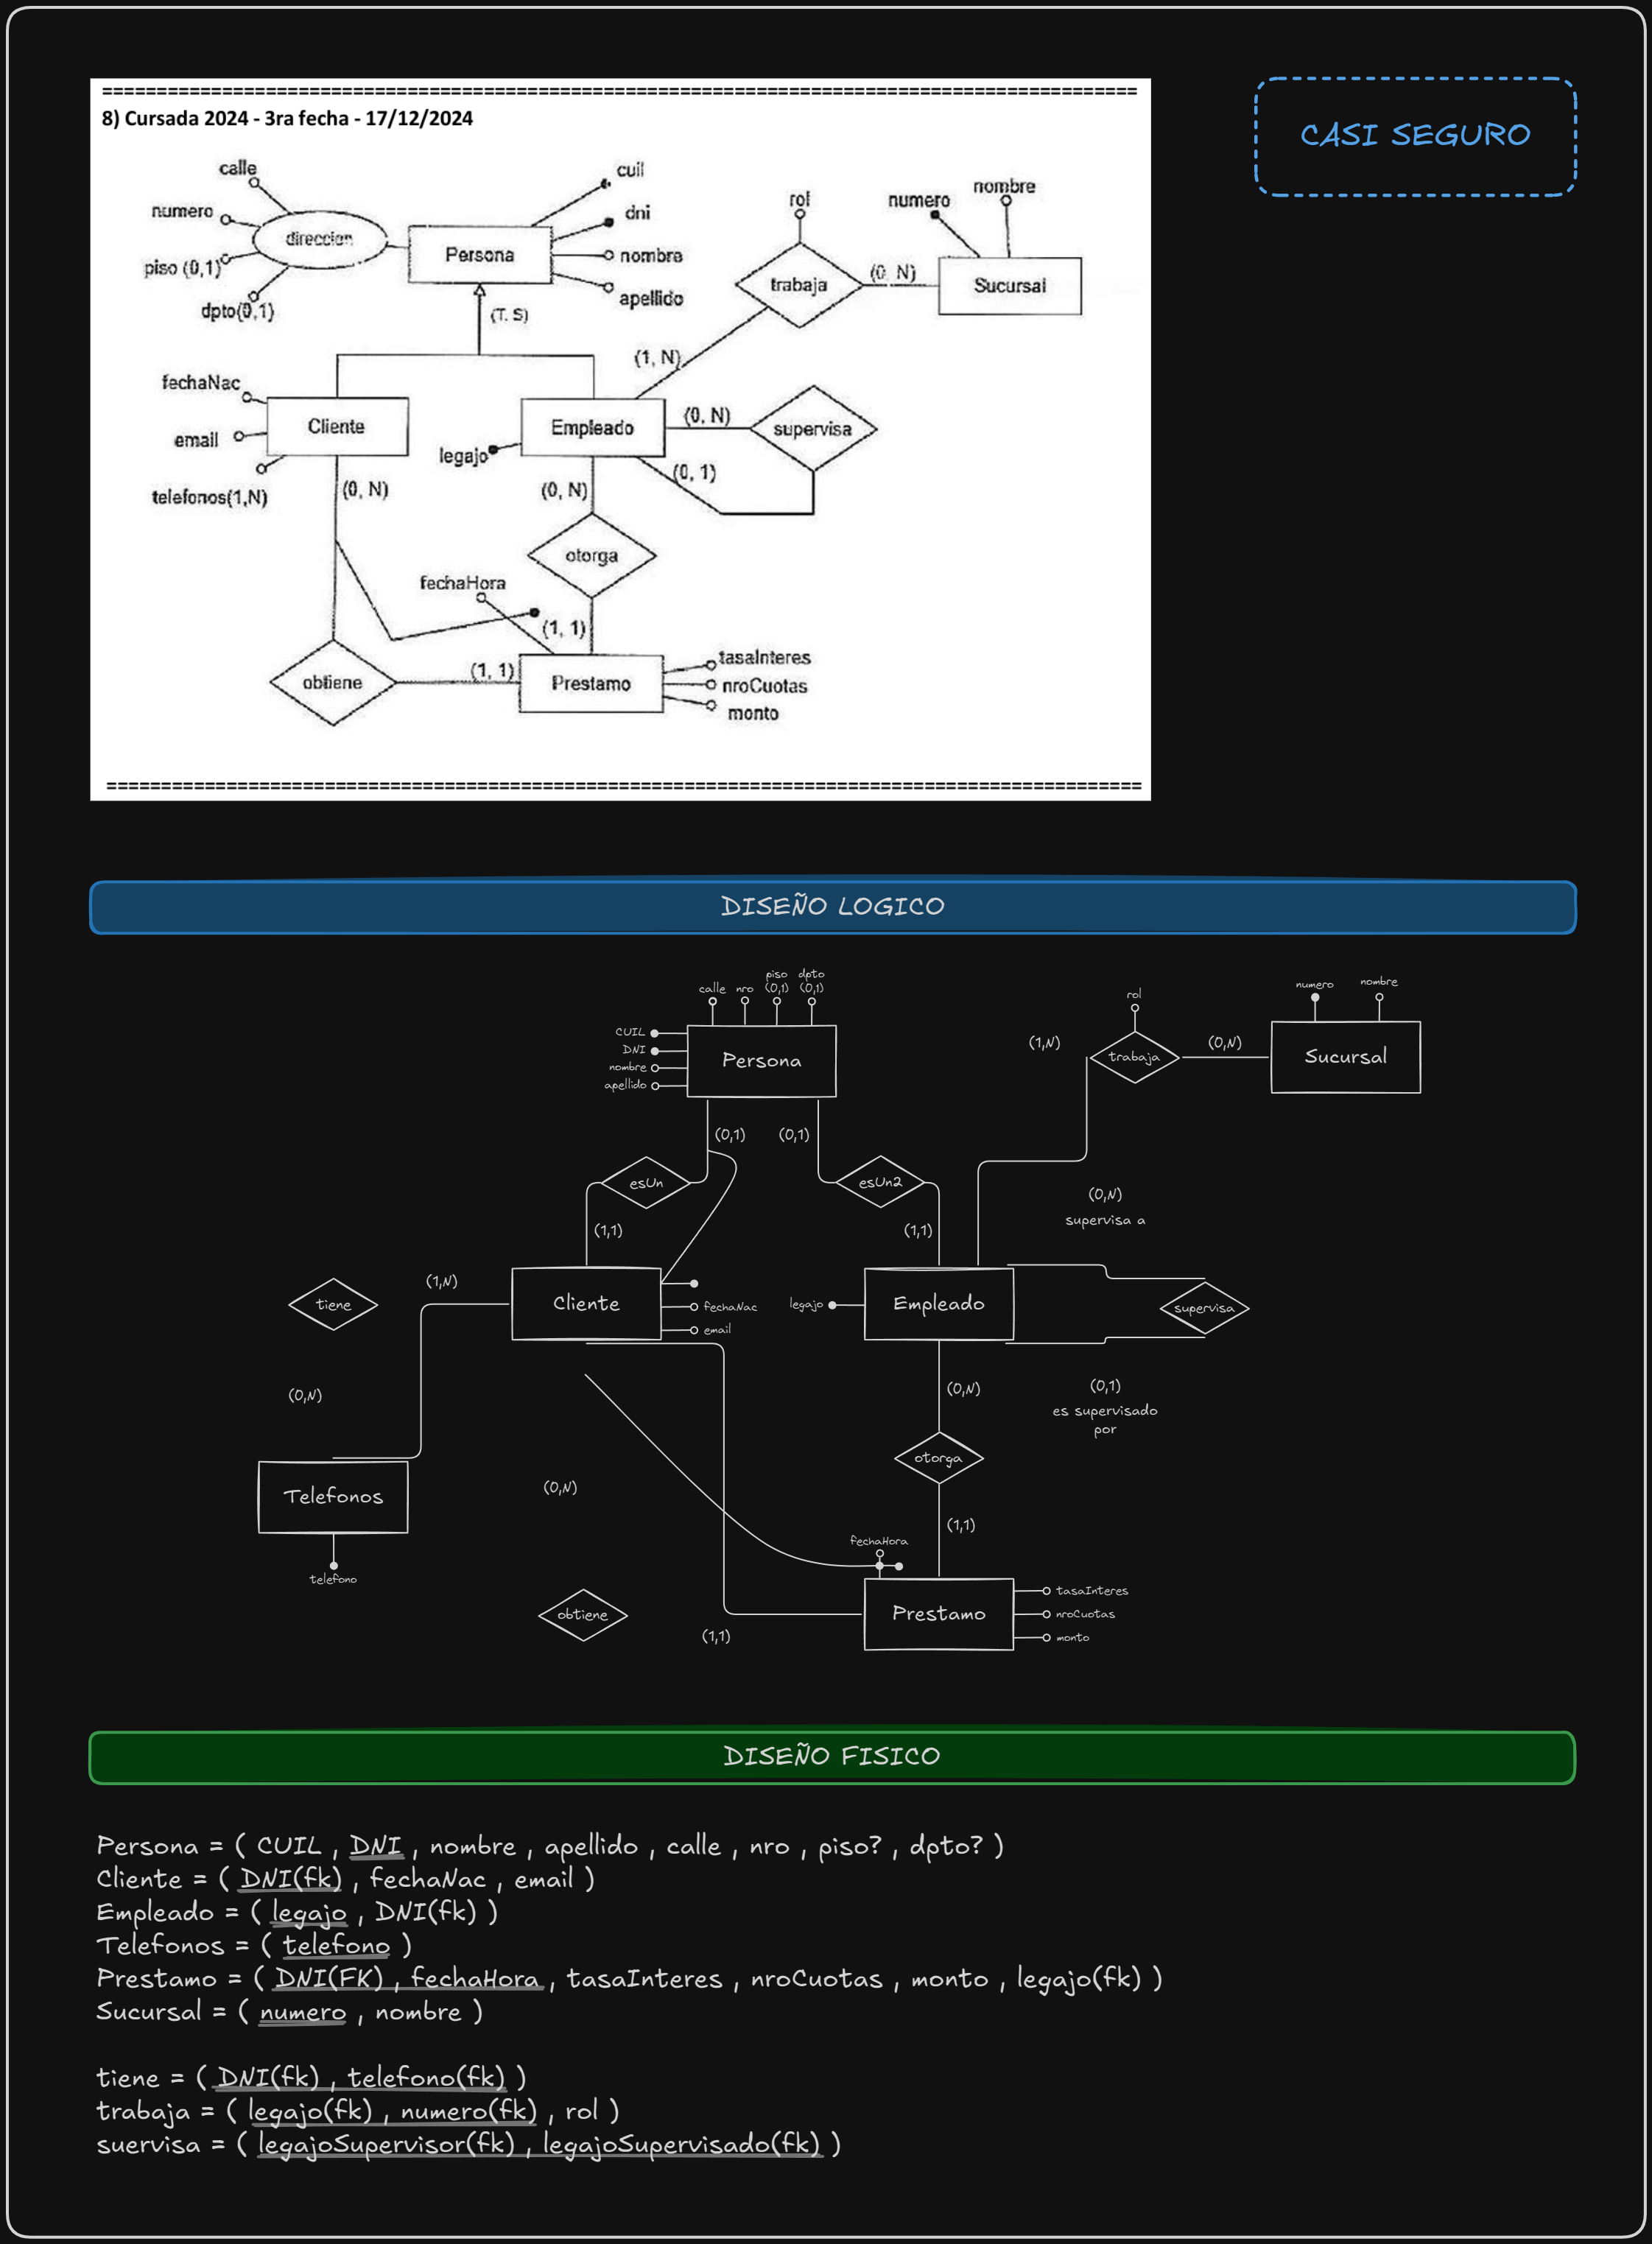 ========================================
8) Cursada 2024 - 3ra fecha - 17/12/2024
CASI SEGURO
calle
cuil
numero
dni
direccion
Persona
nombre
piso (0,1)
apellido
dpto(0,1)
(T. S)
rol
numero
nombre
trabaja
(0, N)
Sucursal
(1, N)
fechaNac
Cliente
email
telefonos(1,N)
(0, N)
Empleado
legajo
(0, N)
supervisa
(0, 1)
(0, N)
otorga
fechaHora
(1, 1)
obtiene
(1, 1)
Prestamo
tasaInteres
nroCuotas
monto
========================================
DISEÑO LOGICO
calle
nro
piso
(0,1)
dpto
(0,1)
CUIL
DNI
nombre
apellido
Persona
rol
numero
nombre
(1,N)
trabaja
(0,N)
Sucursal
(0,1)
(0,1)
esUn
esUn2
(1,1)
(1,1)
(0,N)
supervisa a
tiene
(1,N)
Cliente
fechaNac
email
legajo
Empleado
supervisa
(0,N)
(0,N)
(0,1)
es supervisado
por
otorga
Telefonos
telefono
(0,N)
(1,1)
fechaHora
obtiene
(1,1)
Prestamo
tasaInteres
nroCuotas
monto
DISEÑO FISICO
Persona = ( CUIL , DNI , nombre , apellido , calle , nro , piso? , dpto? )
Cliente = ( DNI(fk) , fechaNac , email )
Empleado = ( legajo , DNI(fk) )
Telefonos = ( telefono )
Prestamo = ( DNI(FK) , fechaHora , tasaInteres , nroCuotas , monto , legajo(fk) )
Sucursal = ( numero , nombre )
tiene = ( DNI(fk) , telefono(fk) )
trabaja = ( legajo(fk) , numero(fk) , rol )
suervisa = ( legajoSupervisor(fk) , legajoSupervisado(fk) )